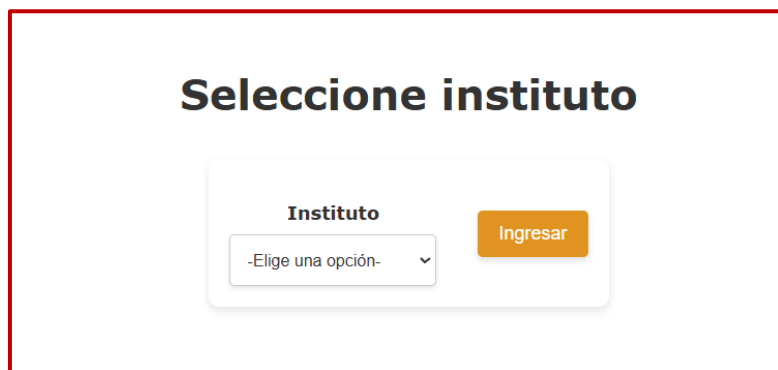 Seleccione instituto
Instituto
-Elige una opción-
Ingresar